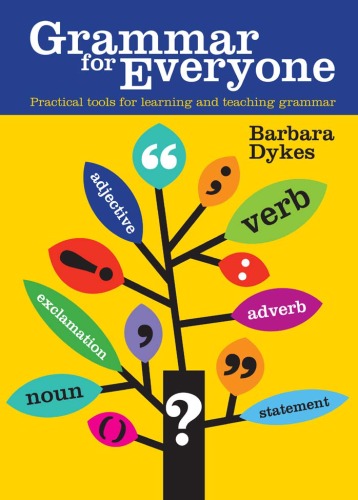 Grammar
for Everyone
Practical tools for learning and teaching grammar
Barbara
Dykes
“
;
adjective
verb
!
:
exclamation
,
adverb
noun
”
()
?
statement